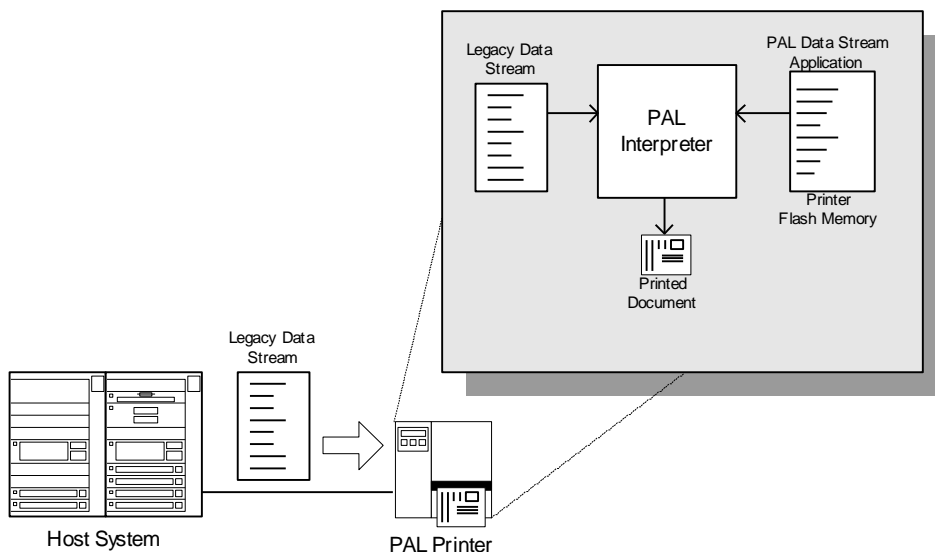 Legacy Data
Stream
PAL Data Stream
Application
PAL
Interpreter
Printer
Flash Memory
Printed
Document
Legacy Data
Stream
Host System
PAL Printer